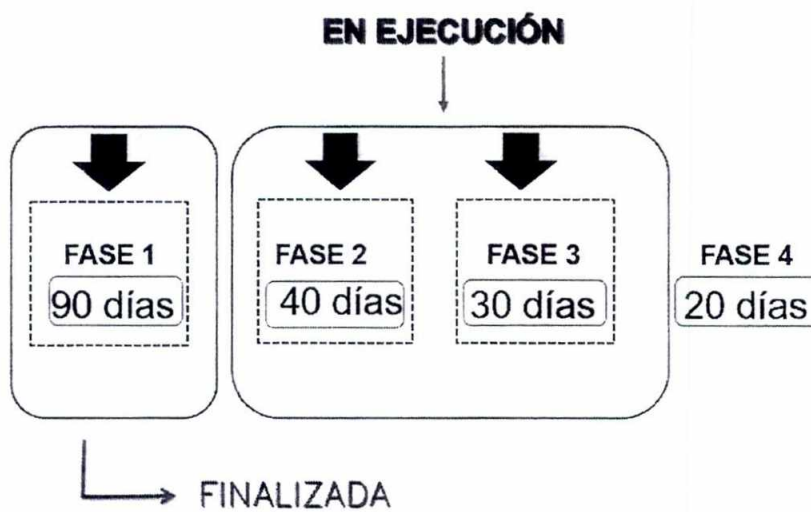 EN EJECUCIÓN
FASE 1
90 días
FASE 2
40 días
FASE 3
30 días
FASE 4
20 días
FINALIZADA